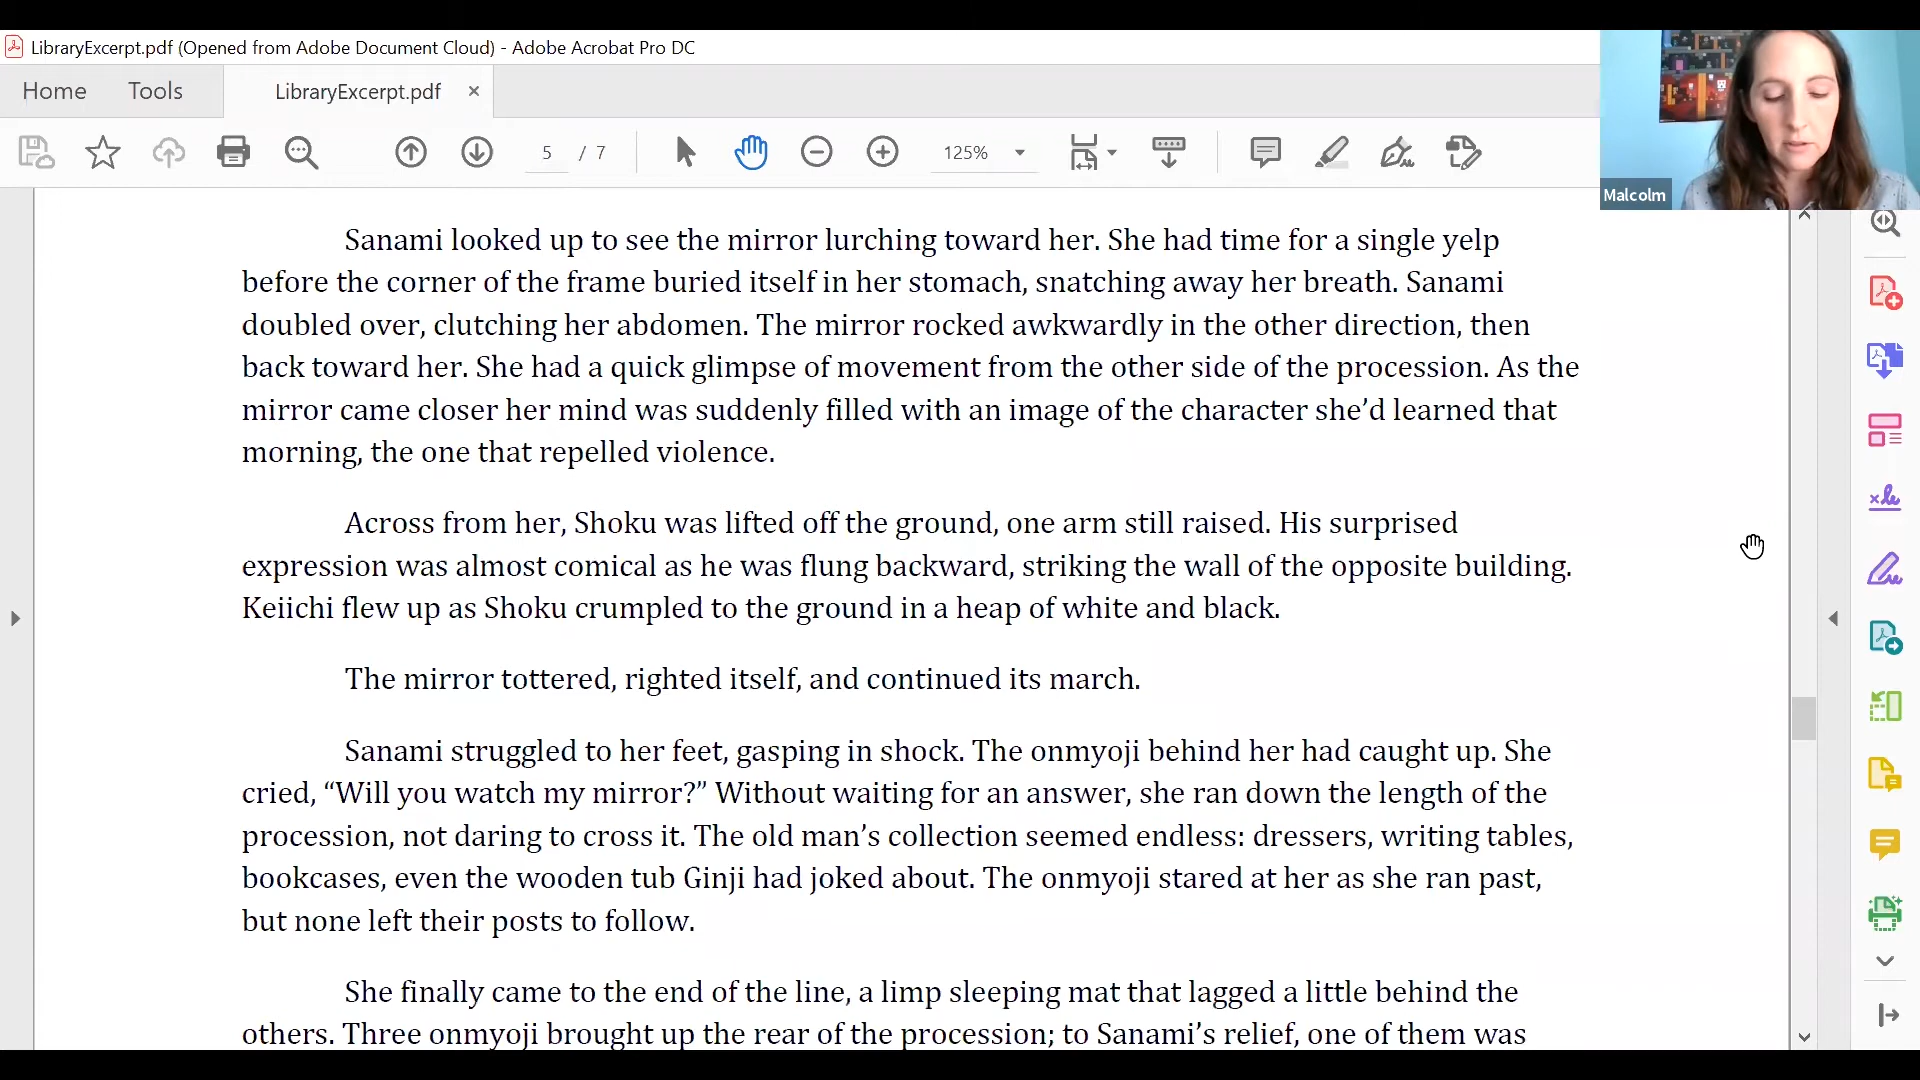 LibraryExcerpt.pdf (Opened from Adobe Document Cloud) - Adobe Acrobat Pro DC
Home Tools LibraryExcerpt.pdf ×
5 / 7 125%
Malcolm
Sanami looked up to see the mirror lurching toward her. She had time for a single yelp
before the corner of the frame buried itself in her stomach, snatching away her breath. Sanami
doubled over, clutching her abdomen. The mirror rocked awkwardly in the other direction, then
back toward her. She had a quick glimpse of movement from the other side of the procession. As the
mirror came closer her mind was suddenly filled with an image of the character she’d learned that
morning, the one that repelled violence.
Across from her, Shoku was lifted off the ground, one arm still raised. His surprised
expression was almost comical as he was flung backward, striking the wall of the opposite building.
Keiichi flew up as Shoku crumpled to the ground in a heap of white and black.
The mirror tottered, righted itself, and continued its march.
Sanami struggled to her feet, gasping in shock. The onmyoji behind her had caught up. She
cried, “Will you watch my mirror?” Without waiting for an answer, she ran down the length of the
procession, not daring to cross it. The old man’s collection seemed endless: dressers, writing tables,
bookcases, even the wooden tub Ginji had joked about. The onmyoji stared at her as she ran past,
but none left their posts to follow.
She finally came to the end of the line, a limp sleeping mat that lagged a little behind the
others. Three onmyoji brought up the rear of the procession; to Sanami’s relief, one of them was